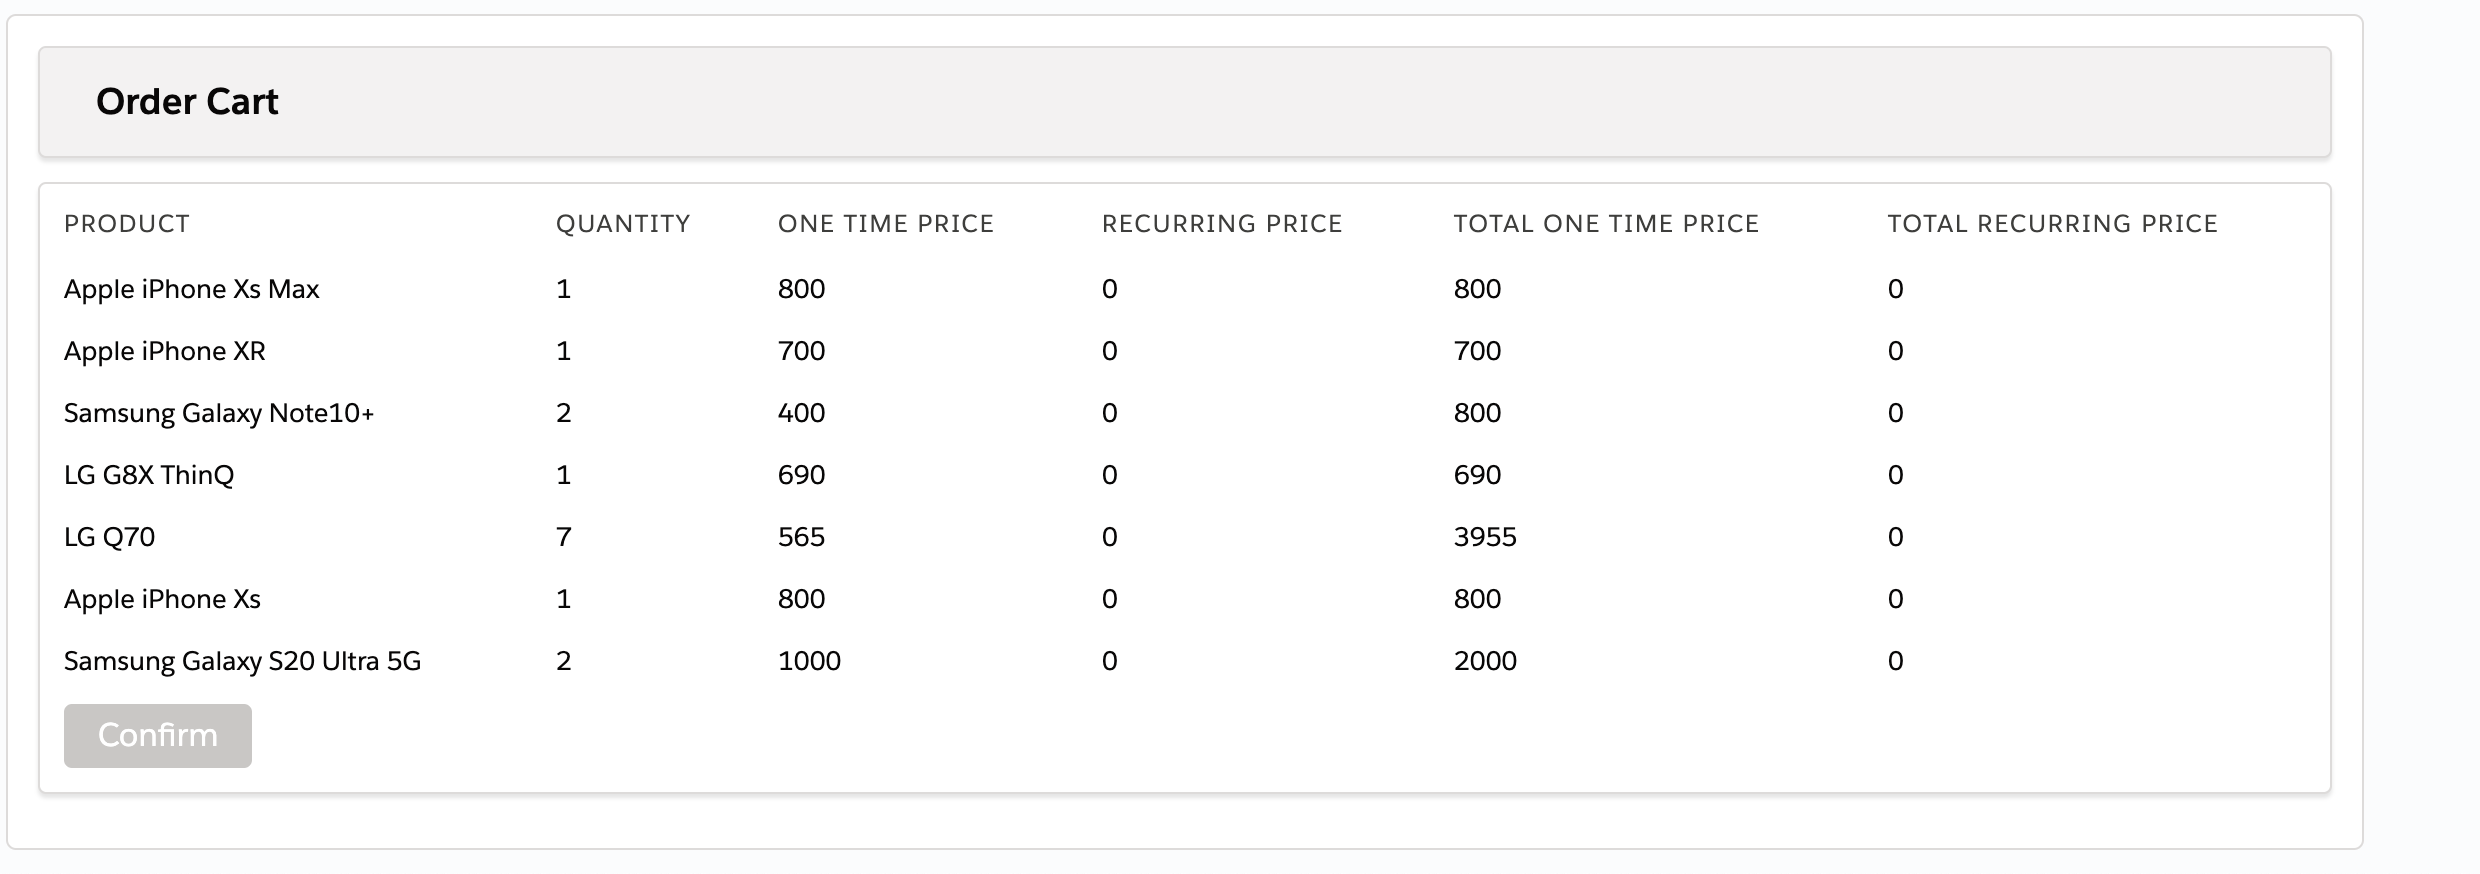 Order Cart
PRODUCT QUANTITY ONE TIME PRICE RECURRING PRICE TOTAL ONE TIME PRICE TOTAL RECURRING PRICE
Apple iPhone Xs Max 1 800 0 800 0
Apple iPhone XR 1 700 0 700 0
Samsung Galaxy Note10+ 2 400 0 800 0
LG G8X ThinQ 1 690 0 690 0
LG Q70 7 565 0 3955 0
Apple iPhone Xs 1 800 0 800 0
Samsung Galaxy S20 Ultra 5G 2 1000 0 2000 0
Confirm